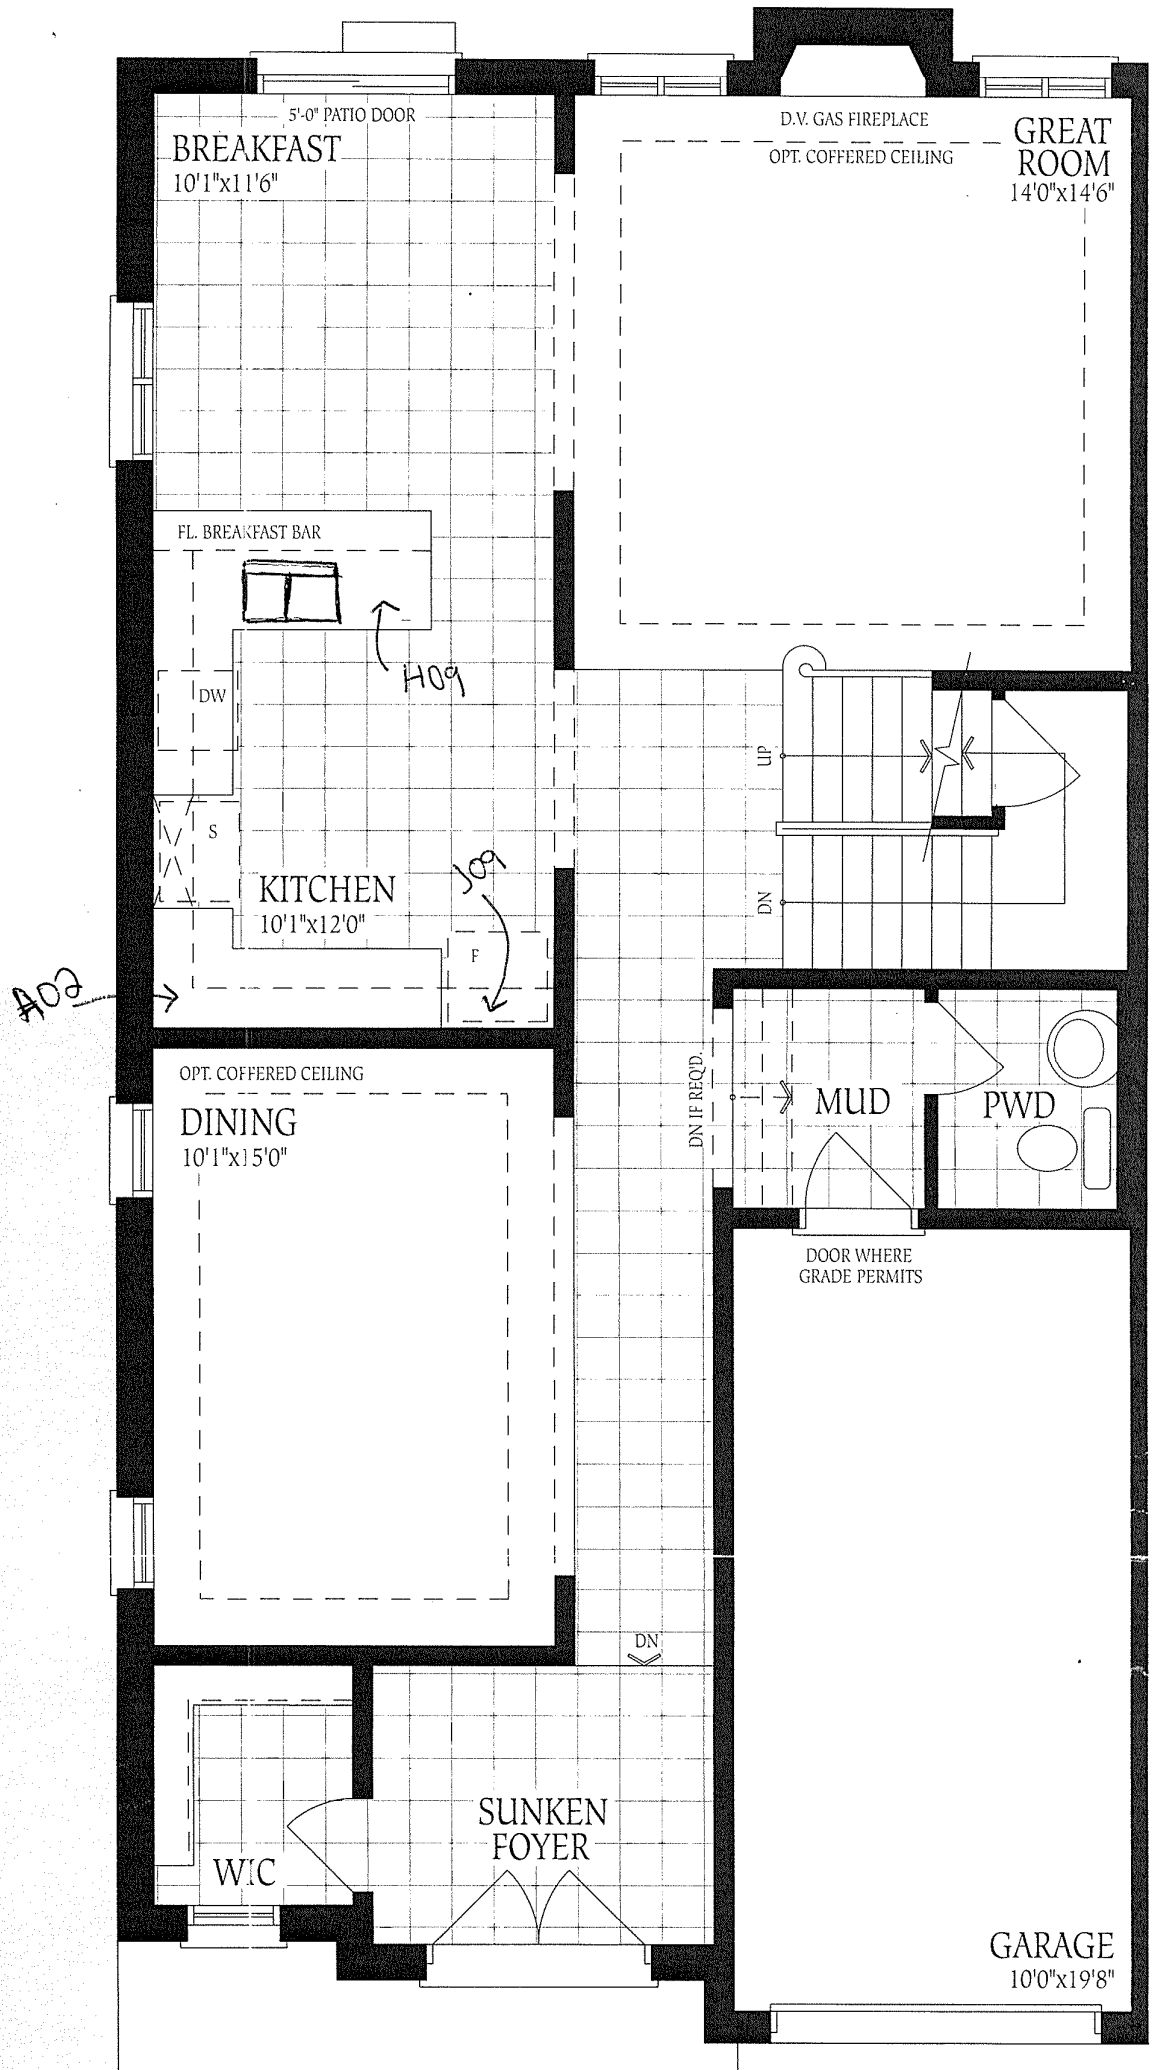 5'-0" PATIO DOOR
BREAKFAST
10'1"x11'6"
D.V. GAS FIREPLACE
OPT. COFFERED CEILING
GREAT
ROOM
14'0"x14'6"
FL. BREAKFAST BAR
H09
DW
S
UP
KITCHEN
10'1"x12'0"
J09
F
DN
A02
OPT. COFFERED CEILING
DINING
10'1"x15'0"
DN IF REQ'D.
MUD
PWD
DOOR WHERE
GRADE PERMITS
DN
SUNKEN
FOYER
WIC
GARAGE
10'0"x19'8"